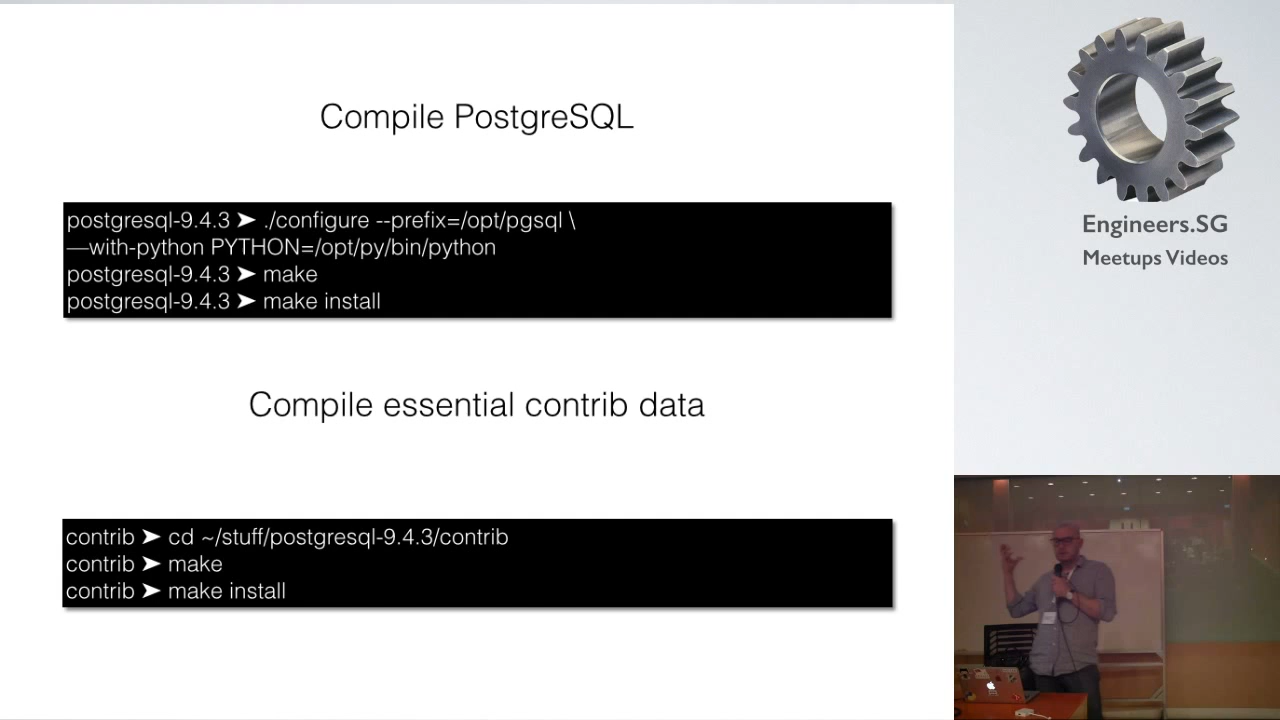 Compile PostgreSQL
postgresql-9.4.3 ➤ ./configure --prefix=/opt/pgsql \
—with-python PYTHON=/opt/py/bin/python
postgresql-9.4.3 ➤ make
postgresql-9.4.3 ➤ make install
Compile essential contrib data
contrib ➤ cd ~/stuff/postgresql-9.4.3/contrib
contrib ➤ make
contrib ➤ make install
Engineers.SG
Meetups Videos